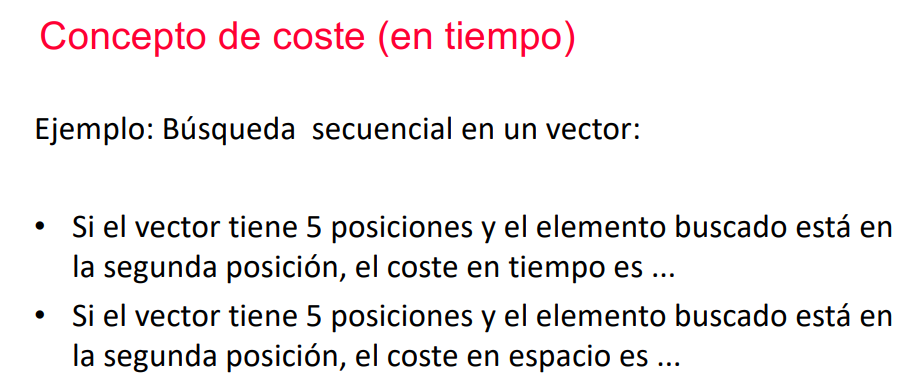 Concepto de coste (en tiempo)
Ejemplo: Búsqueda  secuencial en un vector:
• Si el vector tiene 5 posiciones y el elemento buscado está en
la segunda posición, el coste en tiempo es ...
• Si el vector tiene 5 posiciones y el elemento buscado está en
la segunda posición, el coste en espacio es ...